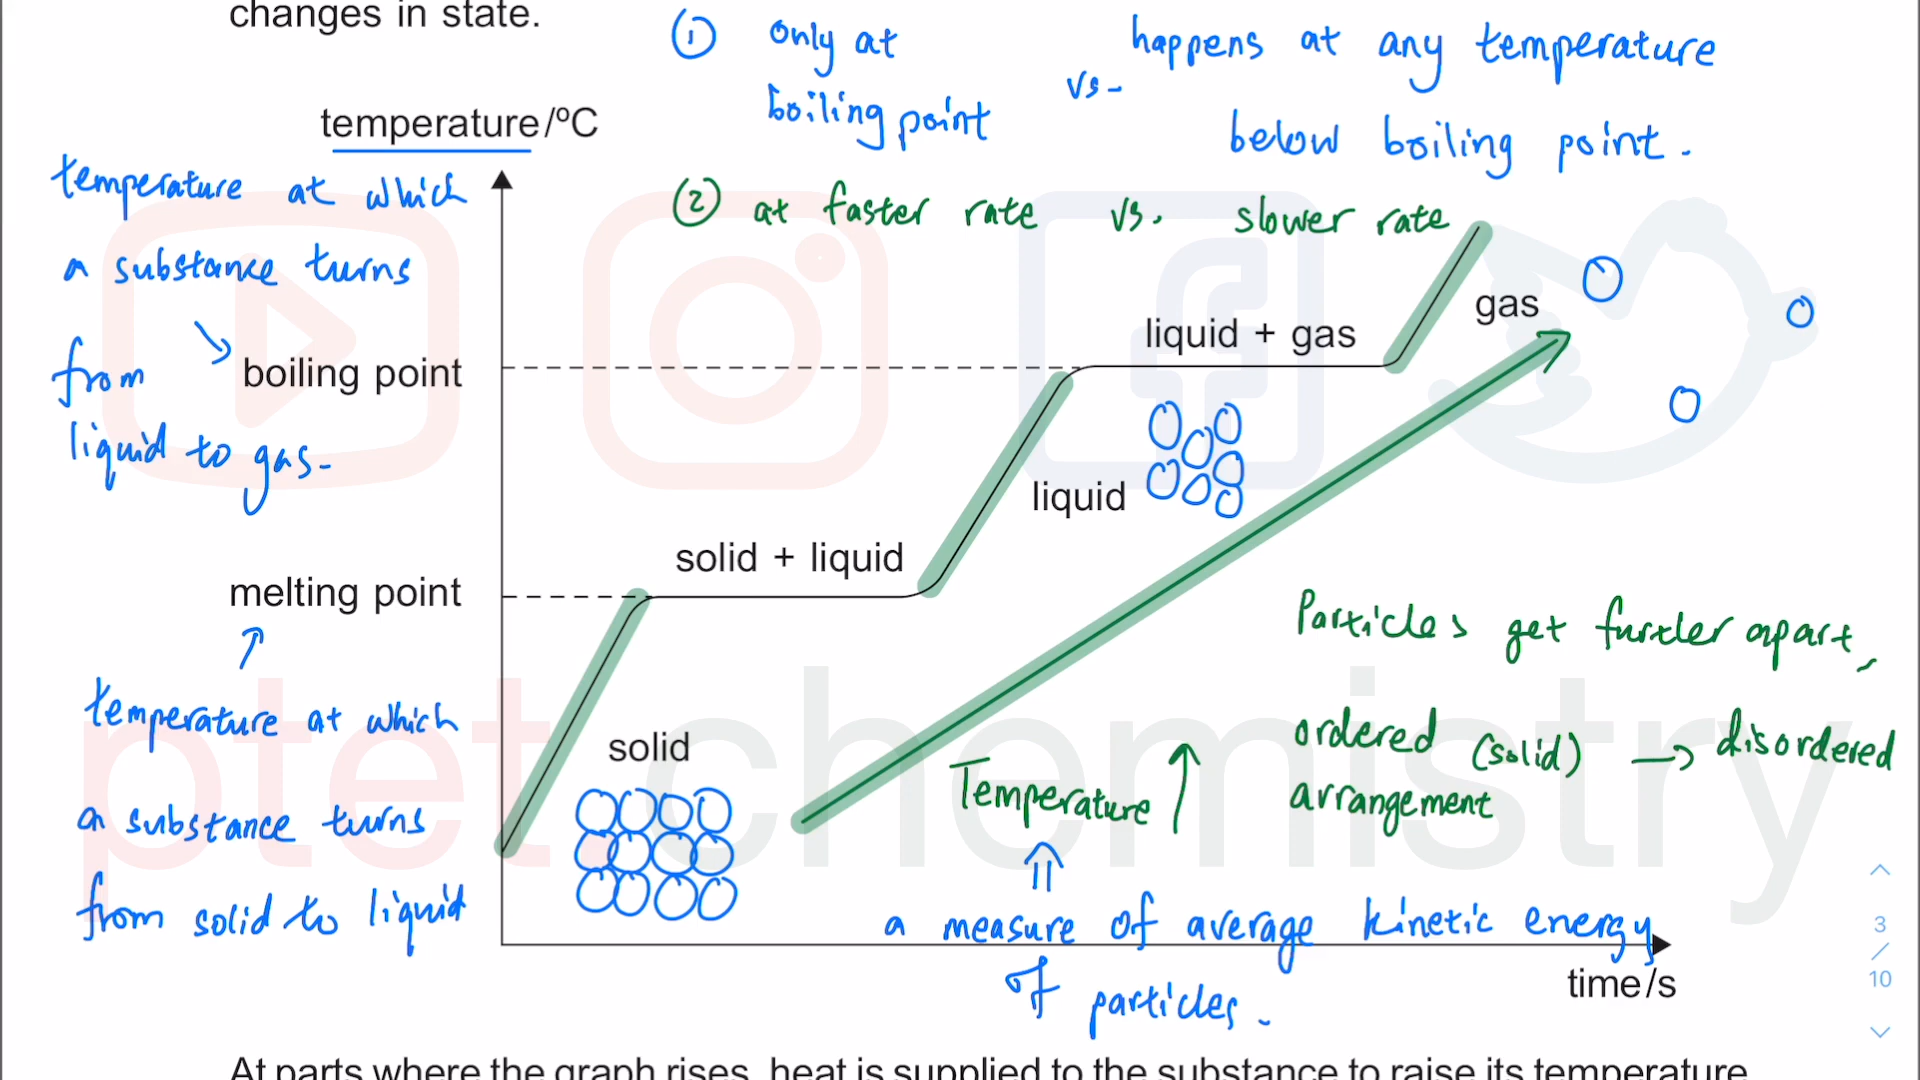 changes in state.
① only at
boiling point
vs.
happens at any temperature
below boiling point.
② at faster rate vs. slower rate
temperature/ºC
temperature at which
a substance turns
from
liquid to gas.
boiling point
liquid + gas
gas
liquid
solid + liquid
melting point
temperature at which
a substance turns
from solid to liquid
solid
Particles get further apart,
ordered (solid) → disordered
arrangement
Temperature ↑
a measure of average kinetic energy
of particles.
time/s
ptet.chemistry
3
/
10
At parts where the graph rises, heat is supplied to the substance to raise its temperature